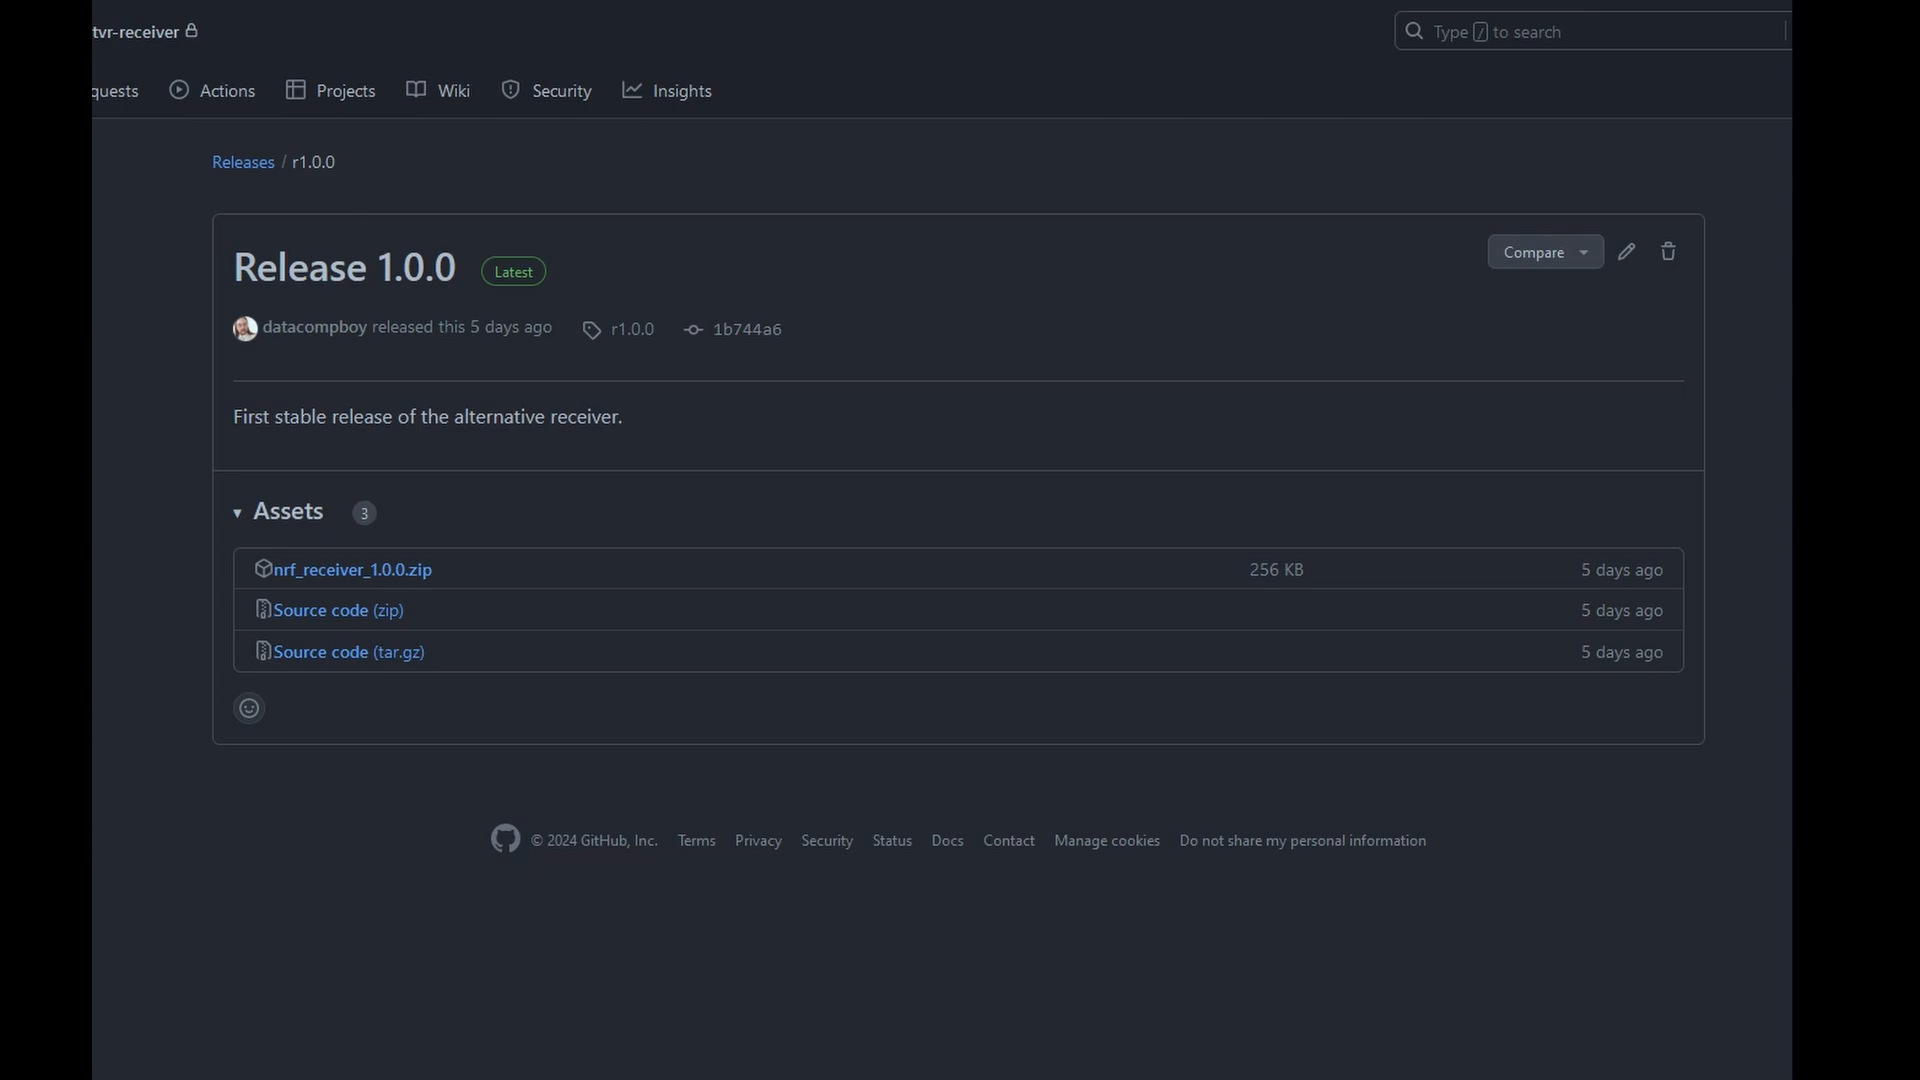 tvr-receiver
Type / to search
quests Actions Projects Wiki Security Insights
Releases / r1.0.0
Release 1.0.0 Latest
Compare
datacompboy released this 5 days ago r1.0.0 1b744a6
First stable release of the alternative receiver.
Assets 3
nrf_receiver_1.0.0.zip 256 KB 5 days ago
Source code (zip) 5 days ago
Source code (tar.gz) 5 days ago
© 2024 GitHub, Inc. Terms Privacy Security Status Docs Contact Manage cookies Do not share my personal information